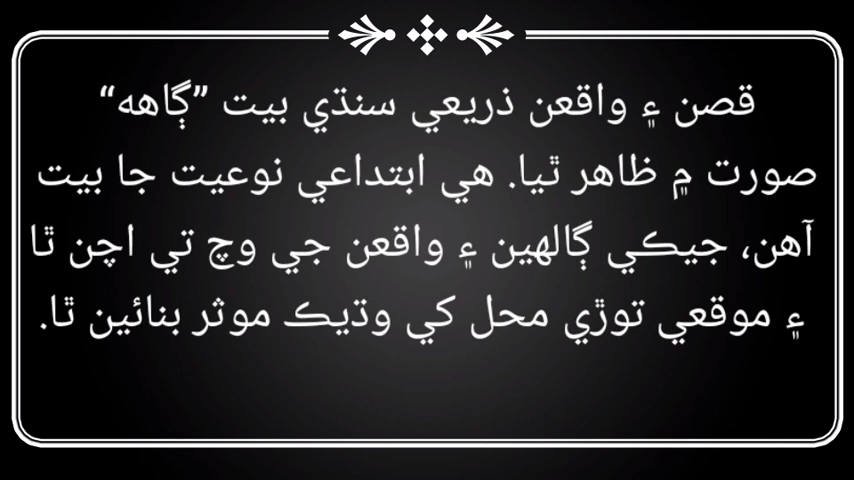 قصن ۽ واقعن ذريعي سنڌي بيت ”ڳاهه“
صورت ۾ ظاهر ٿيا. هي ابتداعي نوعيت جا بيت
آهن، جيڪي ڳالهين ۽ واقعن جي وچ تي اچن ٿا
۽ موقعي توڙي محل کي وڌيڪ موثر بنائين ٿا.